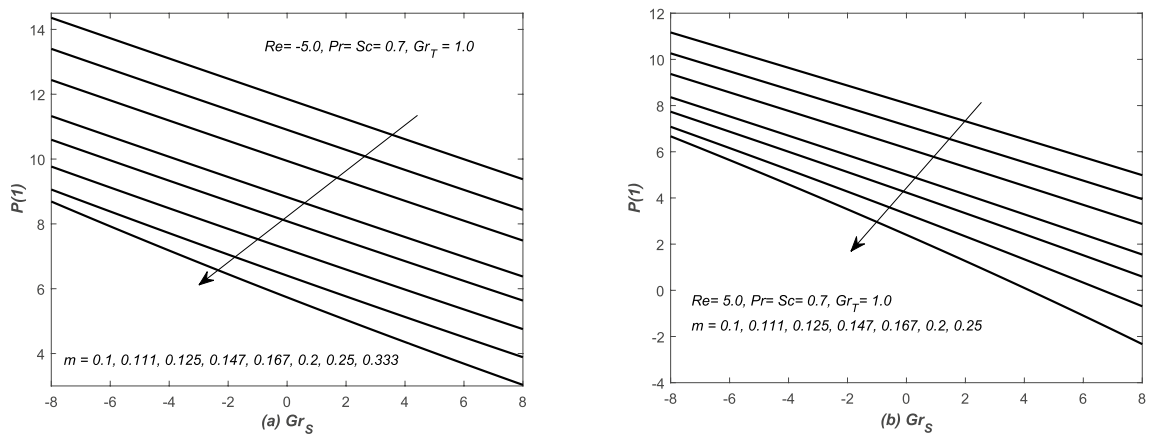 14
12
10
8
6
4
P(1)
-8 -6 -4 -2 0 2 4 6 8
(a) Gr_S
Re= -5.0, Pr= Sc= 0.7, Gr_T = 1.0
m = 0.1, 0.111, 0.125, 0.147, 0.167, 0.2, 0.25, 0.333
12
10
8
6
4
2
0
-2
-4
P(1)
-8 -6 -4 -2 0 2 4 6 8
(b) Gr_S
Re= 5.0, Pr= Sc= 0.7, Gr_T= 1.0
m = 0.1, 0.111, 0.125, 0.147, 0.167, 0.2, 0.25